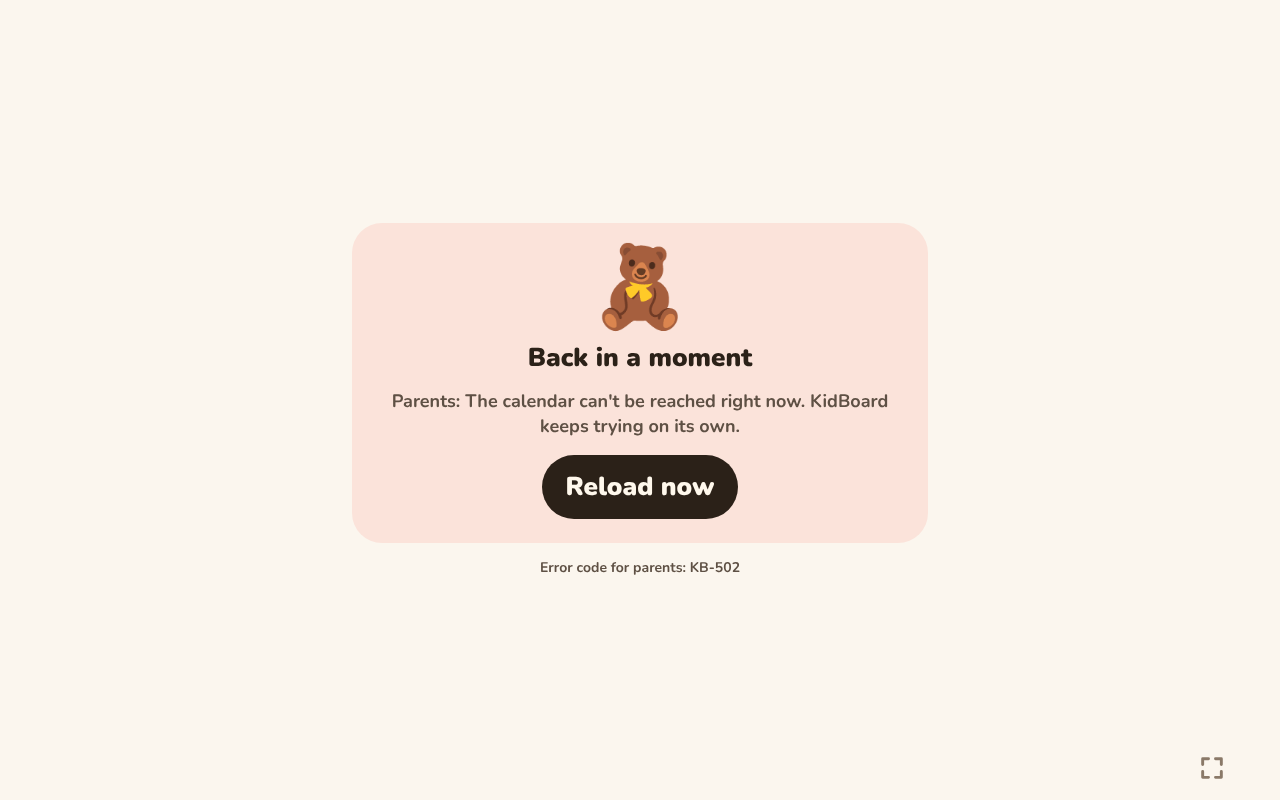 Back in a moment
Parents: The calendar can't be reached right now. KidBoard
keeps trying on its own.
Reload now
Error code for parents: KB-502